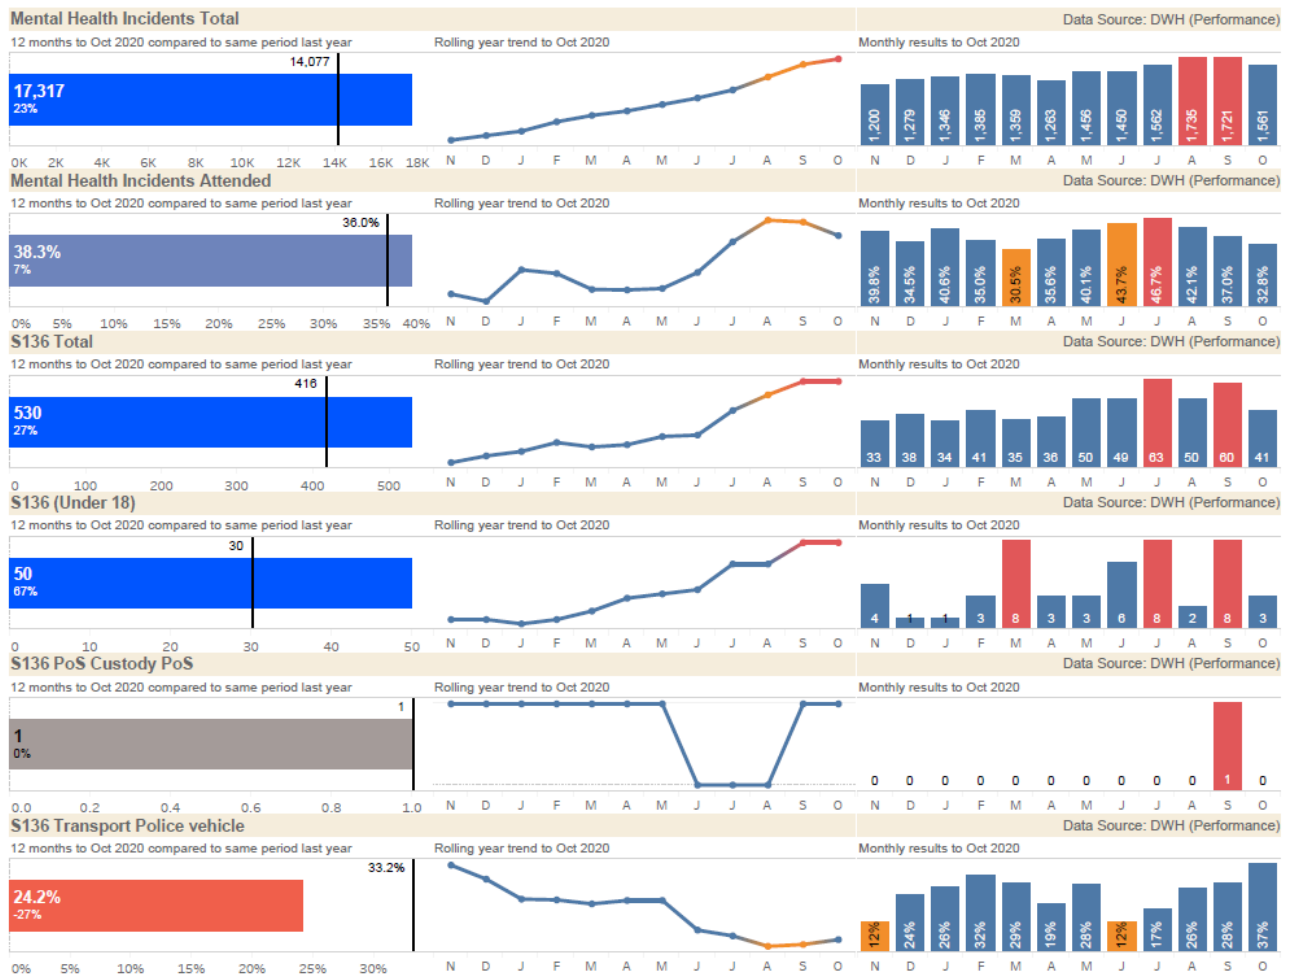 Mental Health Incidents Total Data Source: DWH (Performance)
12 months to Oct 2020 compared to same period last year Rolling year trend to Oct 2020 Monthly results to Oct 2020
14,077
17,317
23%
1,200 1,279 1,346 1,385 1,359 1,263 1,456 1,450 1,562 1,735 1,721 1,561
0K 2K 4K 6K 8K 10K 12K 14K 16K 18K N D J F M A M J J A S O N D J F M A M J J A S O
Mental Health Incidents Attended Data Source: DWH (Performance)
12 months to Oct 2020 compared to same period last year Rolling year trend to Oct 2020 Monthly results to Oct 2020
36.0%
38.3%
7%
39.8% 34.5% 40.6% 35.0% 30.5% 35.6% 40.1% 43.7% 46.7% 42.1% 37.0% 32.8%
0% 5% 10% 15% 20% 25% 30% 35% 40% N D J F M A M J J A S O N D J F M A M J J A S O
S136 Total Data Source: DWH (Performance)
12 months to Oct 2020 compared to same period last year Rolling year trend to Oct 2020 Monthly results to Oct 2020
416
530
27%
33 38 34 41 35 36 50 49 63 50 60 41
0 100 200 300 400 500 N D J F M A M J J A S O N D J F M A M J J A S O
S136 (Under 18) Data Source: DWH (Performance)
12 months to Oct 2020 compared to same period last year Rolling year trend to Oct 2020 Monthly results to Oct 2020
30
50
67%
4 1 1 3 8 3 3 6 8 2 8 3
0 10 20 30 40 50 N D J F M A M J J A S O N D J F M A M J J A S O
S136 PoS Custody PoS Data Source: DWH (Performance)
12 months to Oct 2020 compared to same period last year Rolling year trend to Oct 2020 Monthly results to Oct 2020
1
1
0%
0 0 0 0 0 0 0 0 0 0 1 0
0.0 0.2 0.4 0.6 0.8 1.0 N D J F M A M J J A S O N D J F M A M J J A S O
S136 Transport Police vehicle Data Source: DWH (Performance)
12 months to Oct 2020 compared to same period last year Rolling year trend to Oct 2020 Monthly results to Oct 2020
33.2%
24.2%
-27%
12% 24% 26% 32% 29% 19% 28% 12% 17% 26% 28% 37%
0% 5% 10% 15% 20% 25% 30% N D J F M A M J J A S O N D J F M A M J J A S O